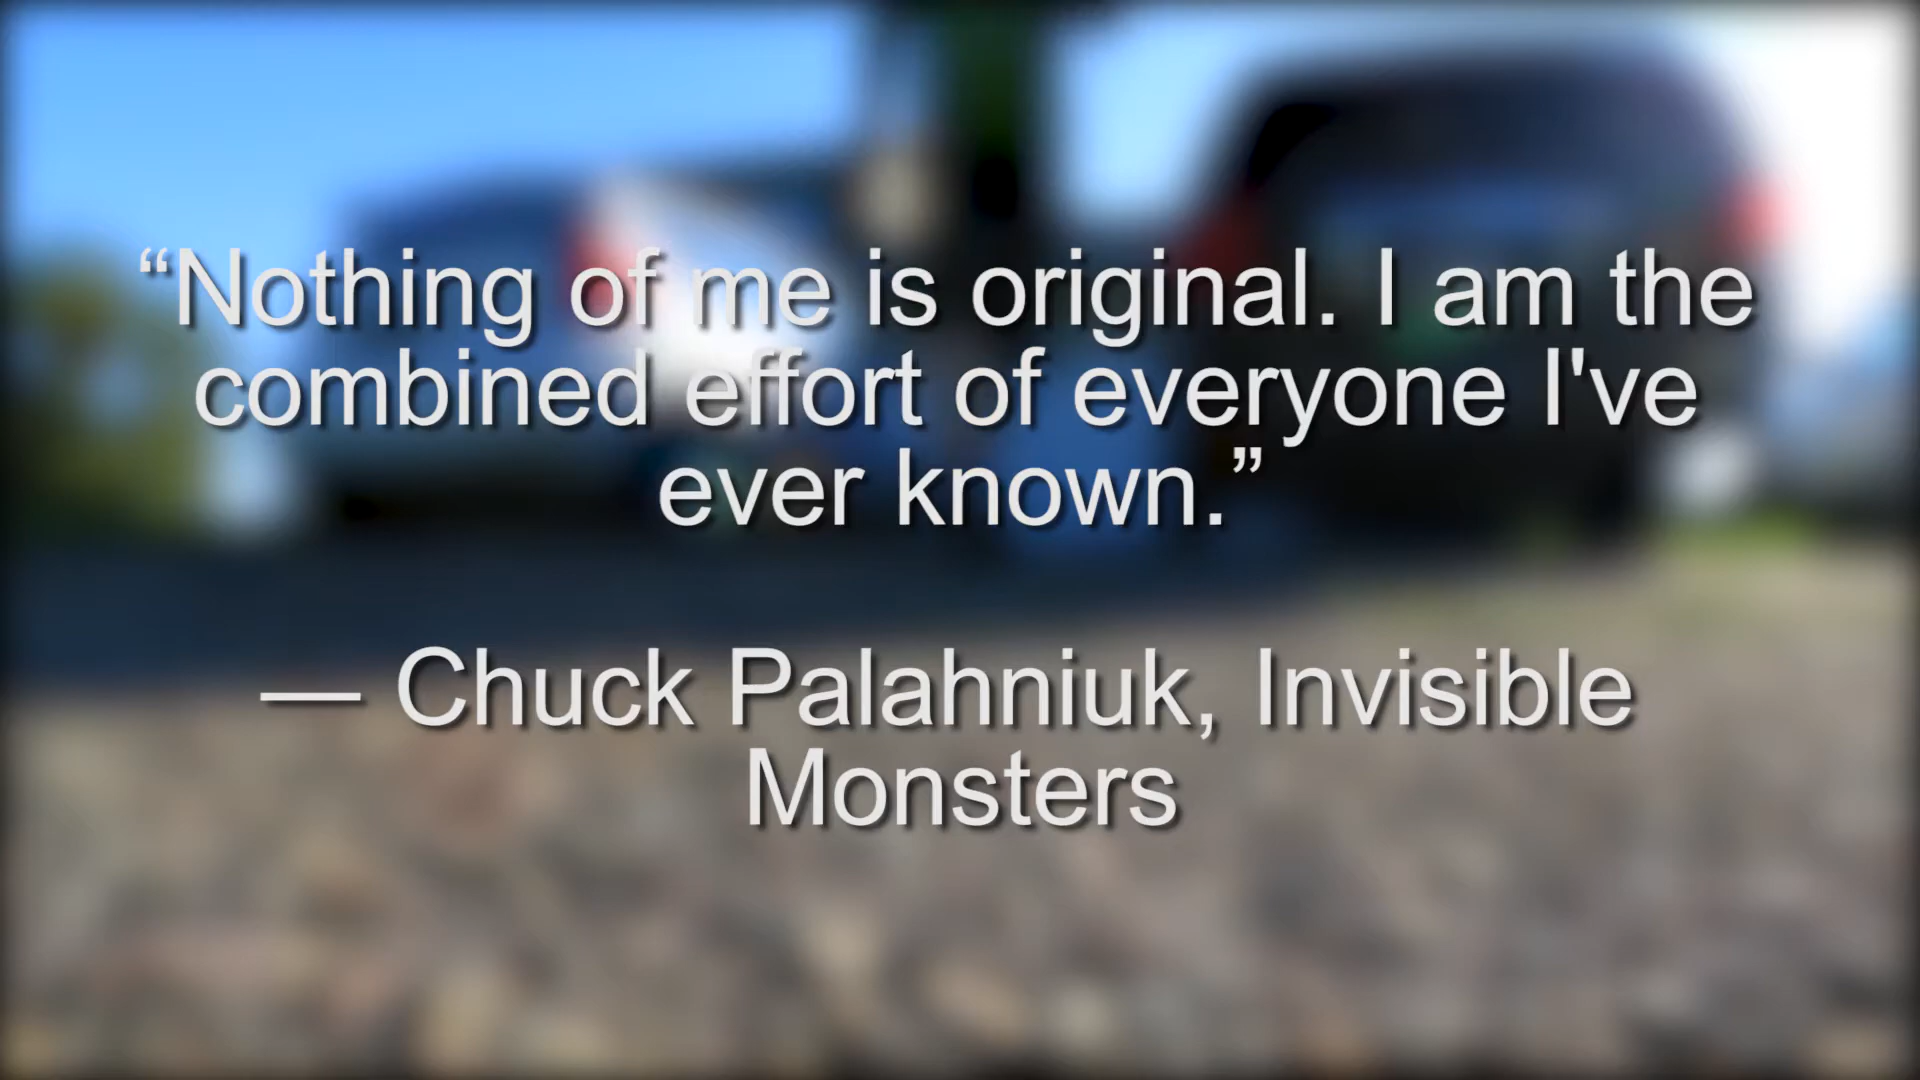 “Nothing of me is original. I am the
combined effort of everyone I've
ever known.”
— Chuck Palahniuk, Invisible
Monsters